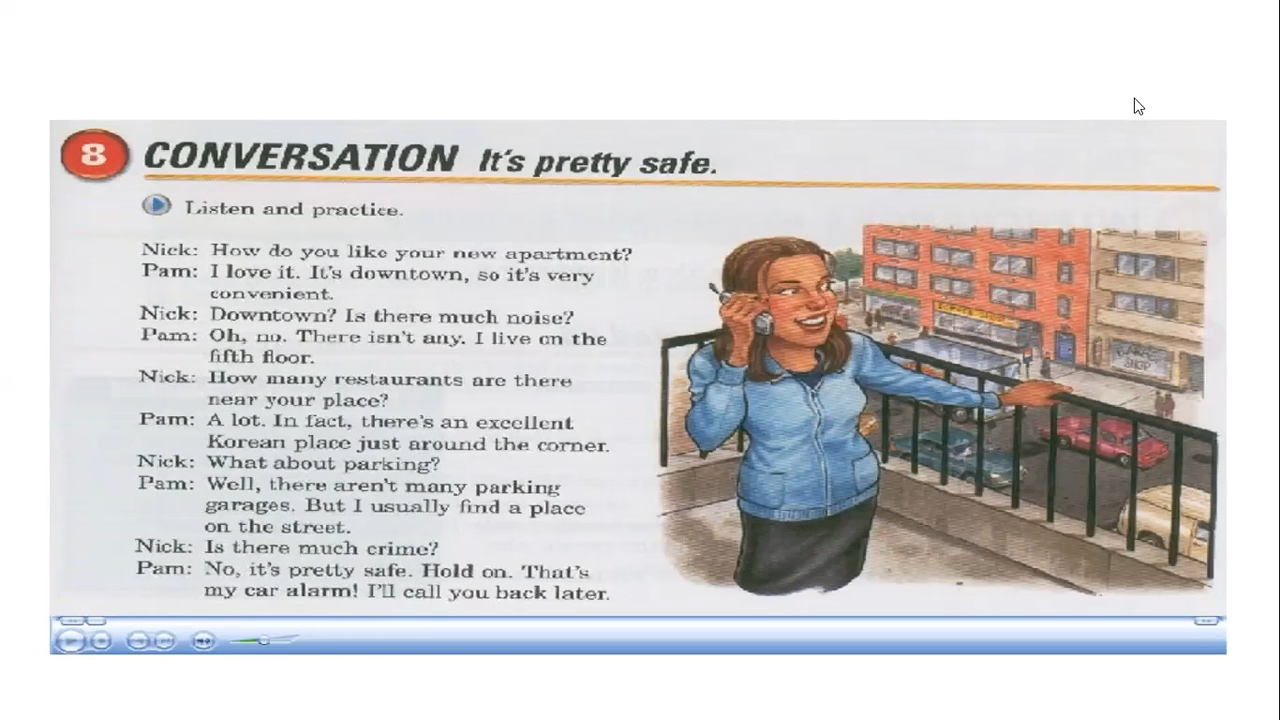 8 CONVERSATION It's pretty safe.
Listen and practice.
Nick: How do you like your new apartment?
Pam: I love it. It's downtown, so it's very
convenient.
Nick: Downtown? Is there much noise?
Pam: Oh, no. There isn't any. I live on the
fifth floor.
Nick: How many restaurants are there
near your place?
Pam: A lot. In fact, there's an excellent
Korean place just around the corner.
Nick: What about parking?
Pam: Well, there aren't many parking
garages. But I usually find a place
on the street.
Nick: Is there much crime?
Pam: No, it's pretty safe. Hold on. That's
my car alarm! I'll call you back later.
SHOP